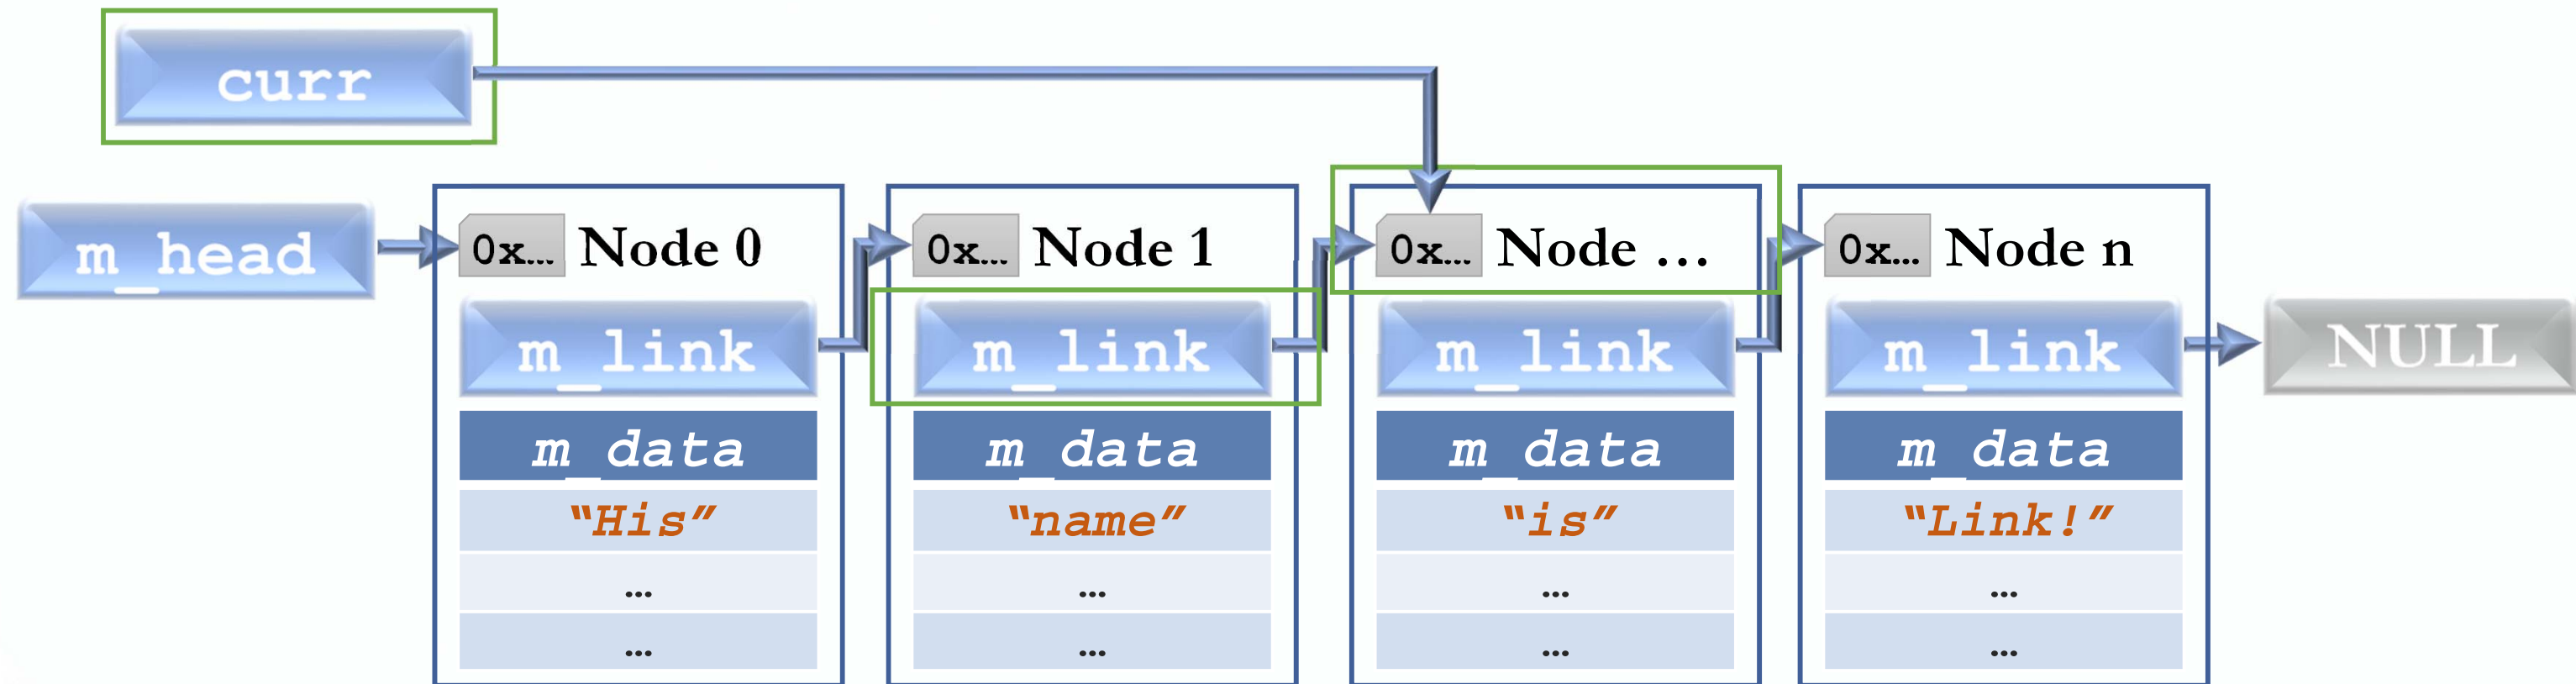 curr
m_head
0x… Node 0
0x… Node 1
0x… Node …
0x… Node n
m_link
m_link
m_link
m_link
NULL
m_data
m_data
m_data
m_data
“His”
“name”
“is”
“Link!”
…
…
…
…
…
…
…
…